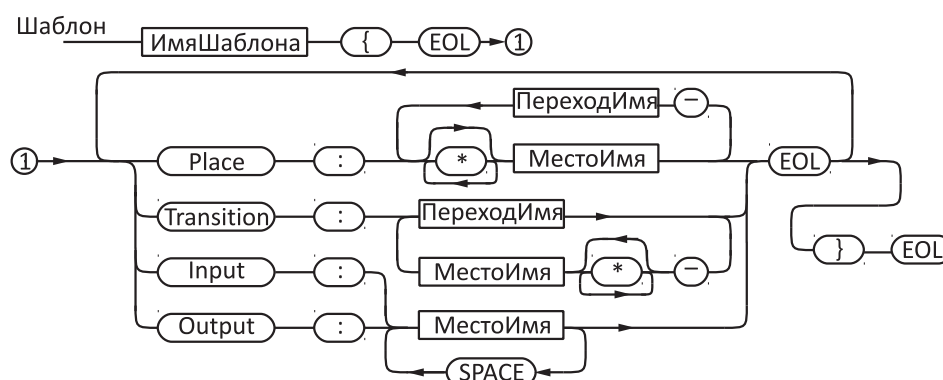 Шаблон
ИмяШаблона { EOL 1
ПереходИмя –
1 Place : * МестоИмя EOL
Transition : ПереходИмя
} EOL
Input : МестоИмя * –
Output : МестоИмя
SPACE